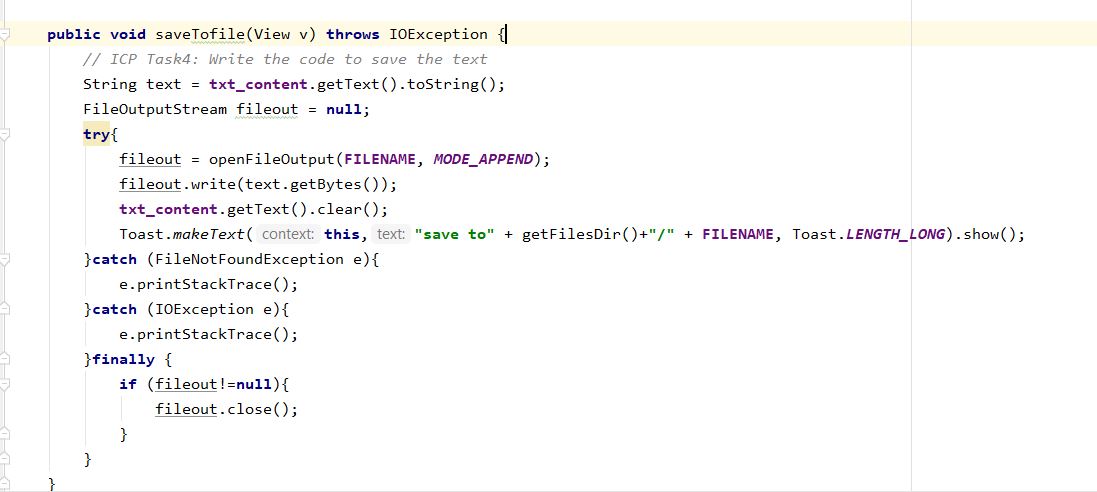 public void saveTofile(View v) throws IOException {
// ICP Task4: Write the code to save the text
String text = txt_content.getText().toString();
FileOutputStream fileout = null;
try{
fileout = openFileOutput(FILENAME, MODE_APPEND);
fileout.write(text.getBytes());
txt_content.getText().clear();
Toast.makeText( context: this, text: "save to" + getFilesDir()+"/" + FILENAME, Toast.LENGTH_LONG).show();
}catch (FileNotFoundException e){
e.printStackTrace();
}catch (IOException e){
e.printStackTrace();
}finally {
if (fileout!=null){
fileout.close();
}
}
}